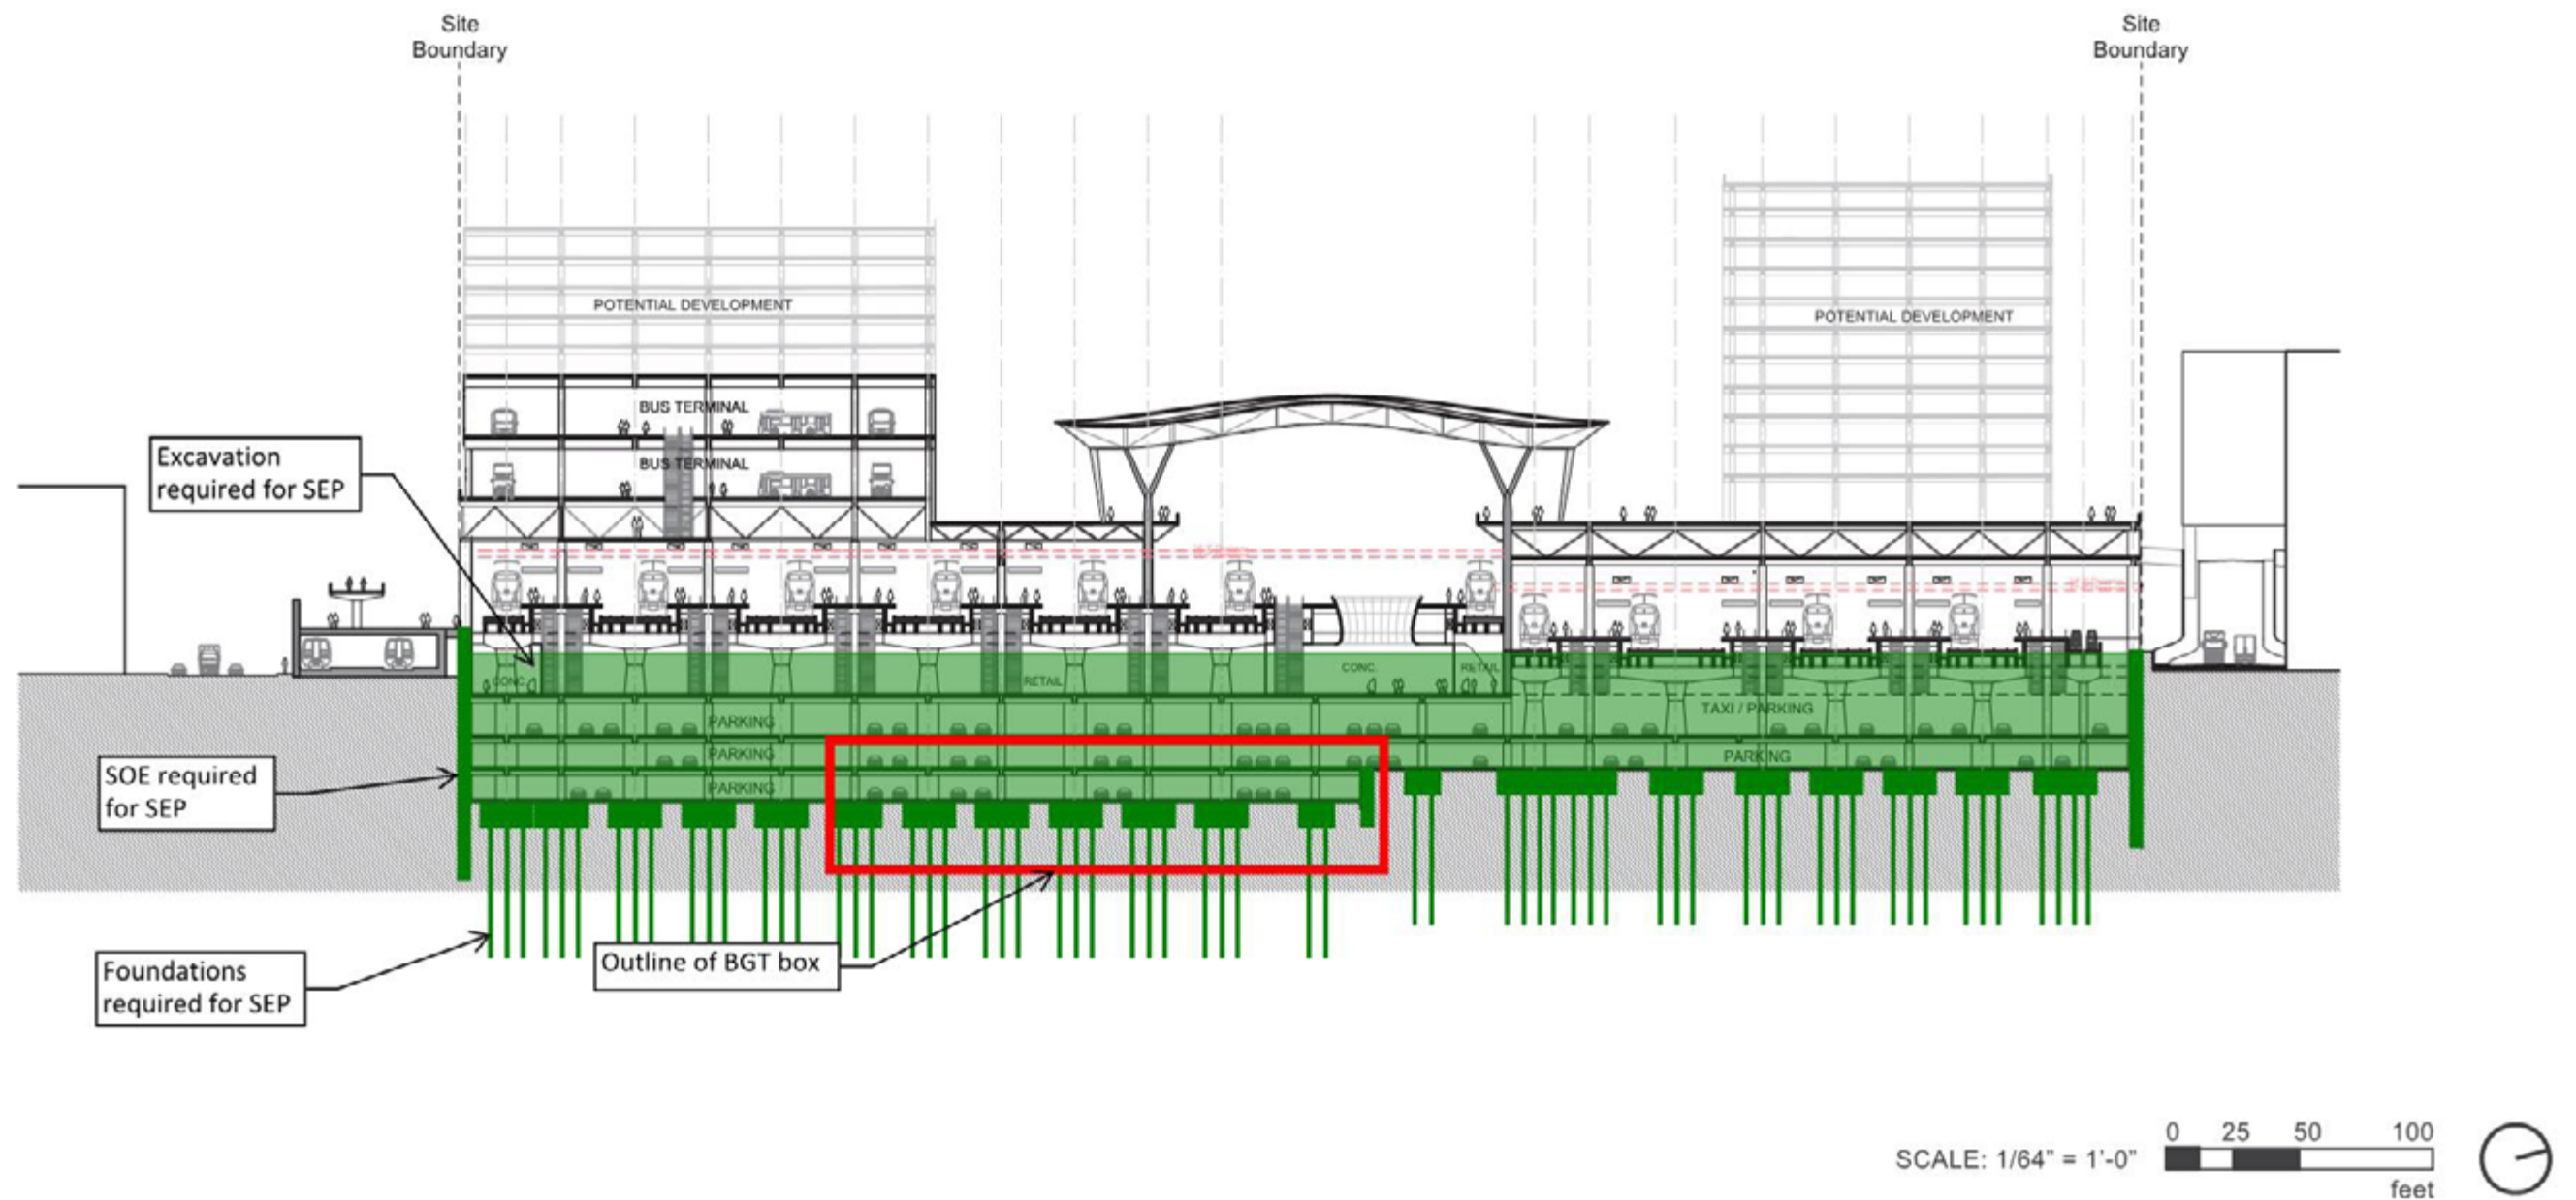 Site
Boundary
Site
Boundary
POTENTIAL DEVELOPMENT
POTENTIAL DEVELOPMENT
BUS TERMINAL
BUS TERMINAL
Excavation
required for SEP
CONC.
RETAIL
CONC.
RETAIL
TAXI / PARKING
PARKING
PARKING
PARKING
PARKING
SOE required
for SEP
Outline of BGT box
Foundations
required for SEP
SCALE: 1/64" = 1'-0"
0 25 50 100
feet